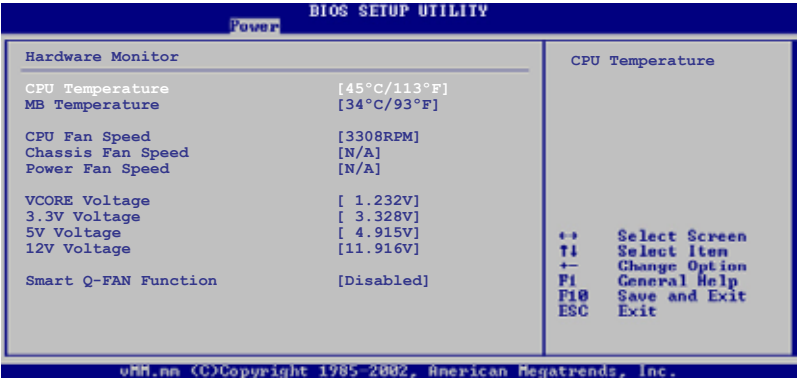 BIOS SETUP UTILITY
Power
Hardware Monitor
CPU Temperature [45°C/113°F]
MB Temperature [34°C/93°F]
CPU Fan Speed [3308RPM]
Chassis Fan Speed [N/A]
Power Fan Speed [N/A]
VCORE Voltage [ 1.232V]
3.3V Voltage [ 3.328V]
5V Voltage [ 4.915V]
12V Voltage [11.916V]
Smart Q-FAN Function [Disabled]
CPU Temperature
↔ Select Screen
↑↓ Select Item
+- Change Option
F1 General Help
F10 Save and Exit
ESC Exit
vMM.nn (C)Copyright 1985-2002, American Megatrends, Inc.